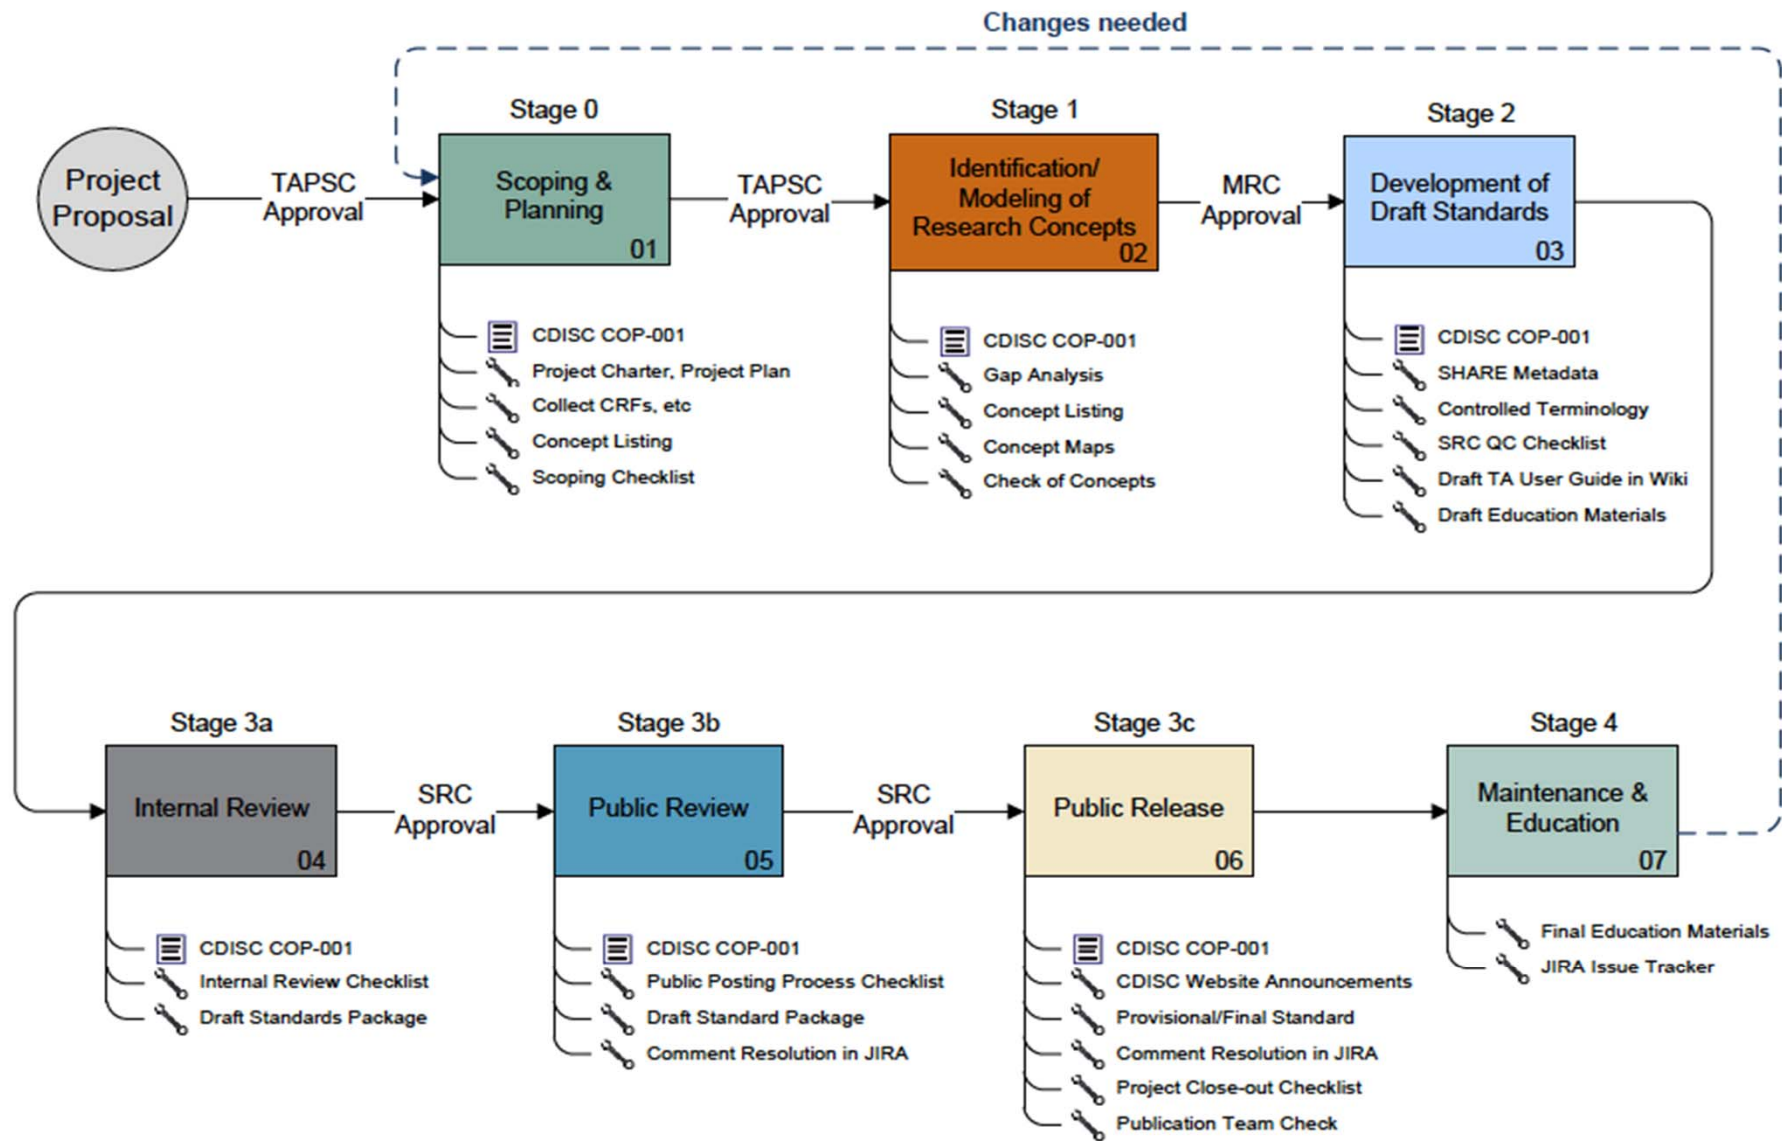 Changes needed
Project
Proposal
TAPSC
Approval
Stage 0
Scoping &
Planning
01
TAPSC
Approval
Stage 1
Identification/
Modeling of
Research Concepts
02
MRC
Approval
Stage 2
Development of
Draft Standards
03
CDISC COP-001
Project Charter, Project Plan
Collect CRFs, etc
Concept Listing
Scoping Checklist
CDISC COP-001
Gap Analysis
Concept Listing
Concept Maps
Check of Concepts
CDISC COP-001
SHARE Metadata
Controlled Terminology
SRC QC Checklist
Draft TA User Guide in Wiki
Draft Education Materials
Stage 3a
Internal Review
04
SRC
Approval
Stage 3b
Public Review
05
SRC
Approval
Stage 3c
Public Release
06
Stage 4
Maintenance &
Education
07
CDISC COP-001
Internal Review Checklist
Draft Standards Package
CDISC COP-001
Public Posting Process Checklist
Draft Standard Package
Comment Resolution in JIRA
CDISC COP-001
CDISC Website Announcements
Provisional/Final Standard
Comment Resolution in JIRA
Project Close-out Checklist
Publication Team Check
Final Education Materials
JIRA Issue Tracker